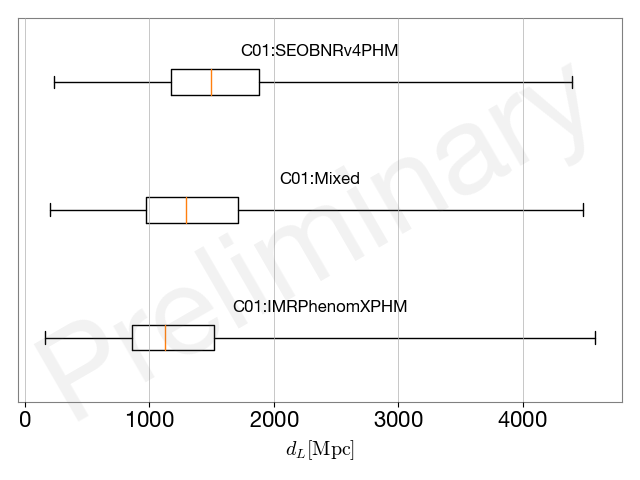 C01:SEOBNRv4PHM
C01:Mixed
C01:IMRPhenomXPHM
Preliminary
0 1000 2000 3000 4000
d_L[Mpc]